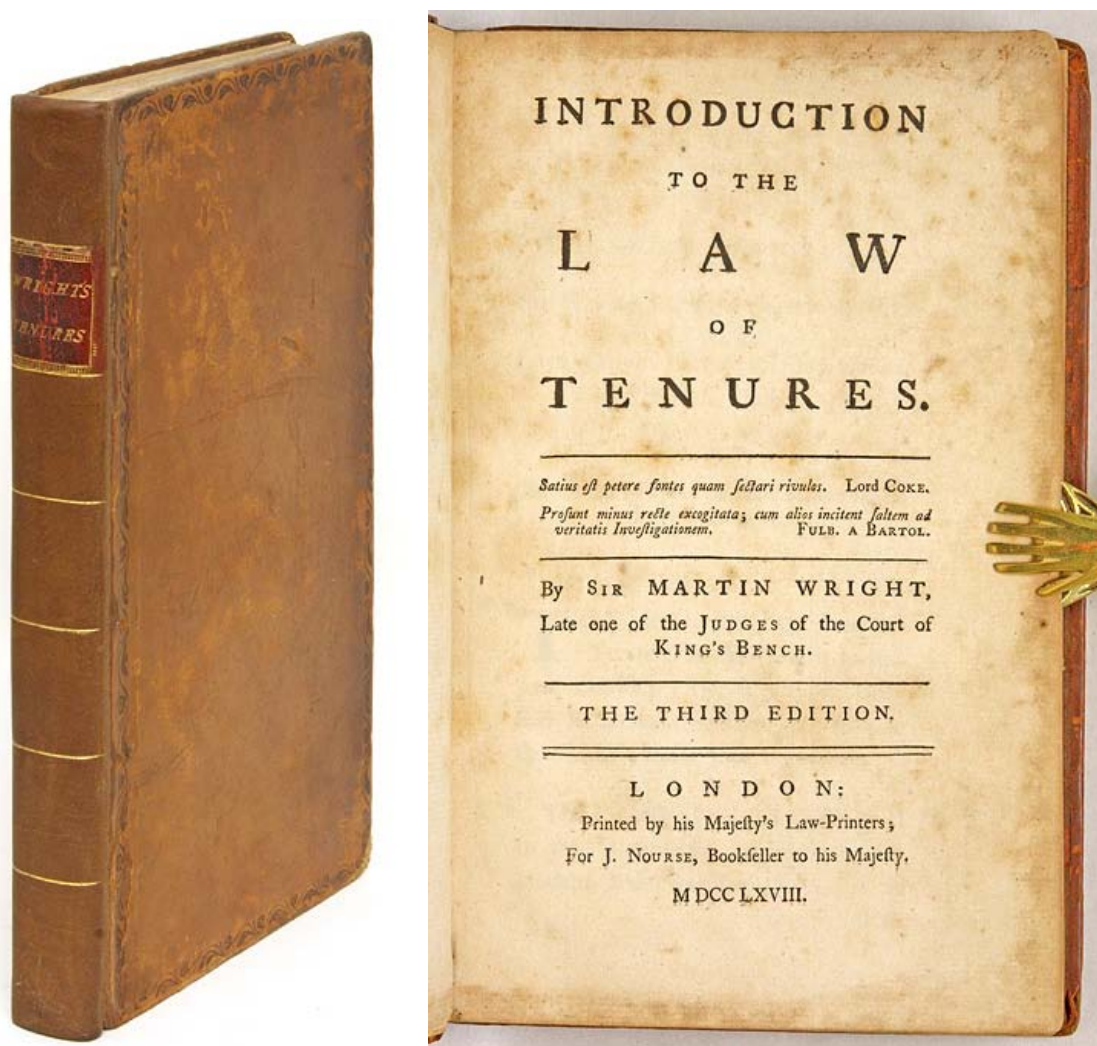 WRIGHTS
TENURES
INTRODUCTION
TO THE
LAW
OF
TENURES.
Satius eſt petere fontes quam ſectari rivulos. Lord COKE.
Proſunt minus recte excogitata; cum alios incitent ſaltem ad
veritatis Inveſtigationem. FULB. A BARTOL.
By SIR MARTIN WRIGHT,
Late one of the JUDGES of the Court of
KING'S BENCH.
THE THIRD EDITION.
LONDON:
Printed by his Majeſty's Law-Printers;
For J. NOURSE, Bookſeller to his Majeſty.
MDCCLXVIII.